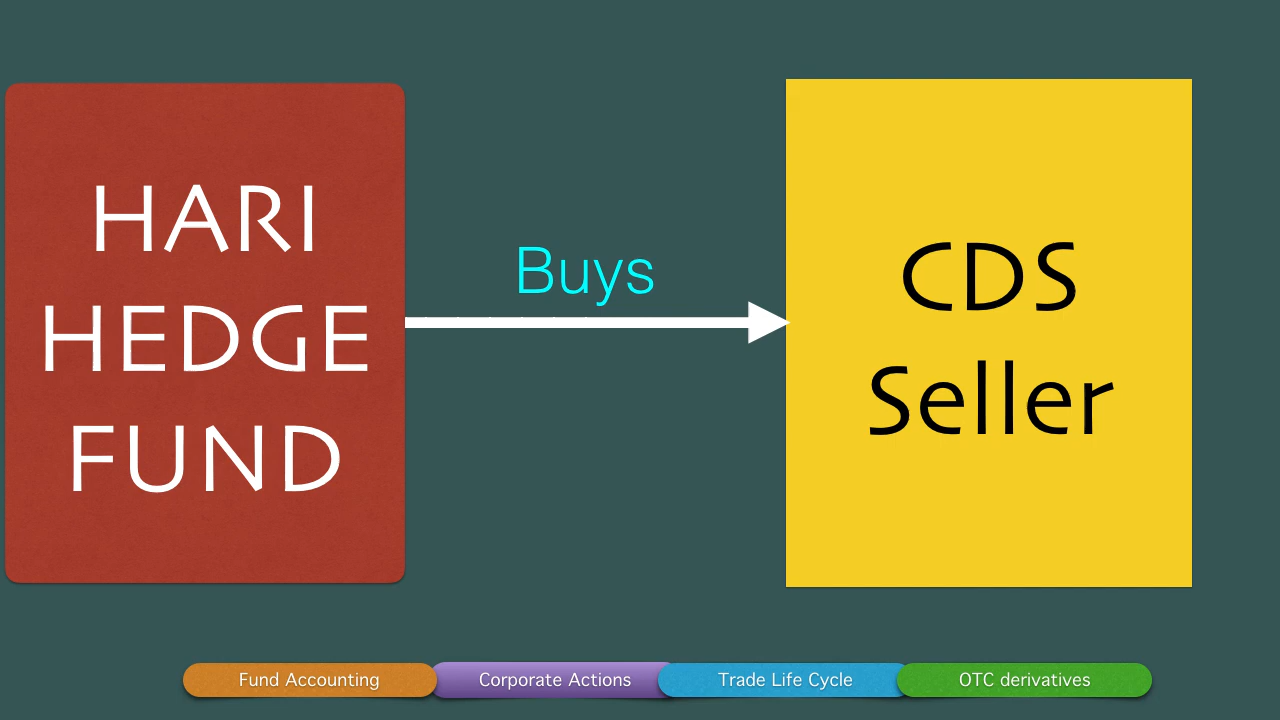 HARI
HEDGE
FUND
Buys
CDS
Seller
Fund Accounting
Corporate Actions
Trade Life Cycle
OTC derivatives